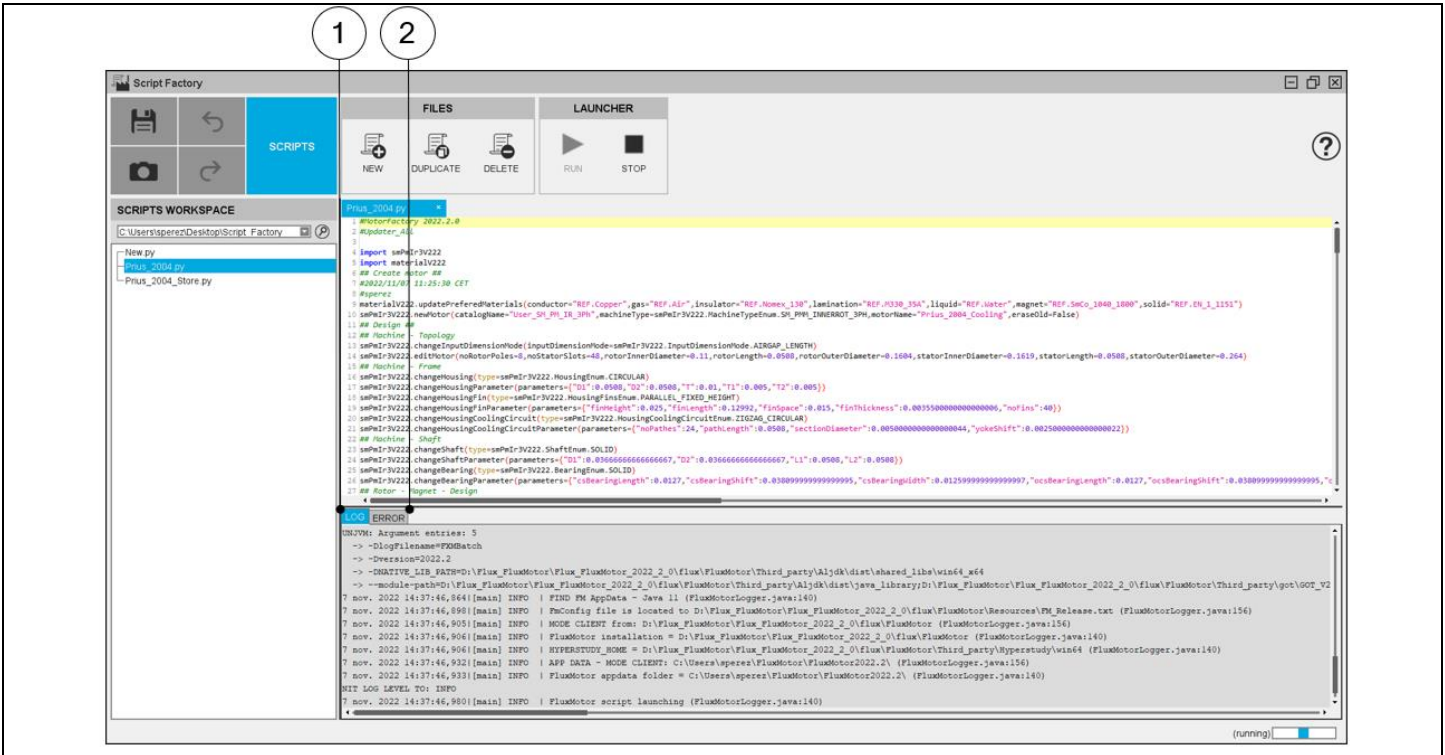 1 2
Script Factory
FILES LAUNCHER
SCRIPTS
NEW DUPLICATE DELETE RUN STOP
?
SCRIPTS WORKSPACE
C:\Users\sperez\Desktop\Script_Factory
New.py
Prius_2004.py
Prius_2004_Store.py
Prius_2004.py ×
1 #MotorFactory 2022.2.0
2 #Updater_All
3
4 import smPmIr3V222
5 import materialV222
6 ## Create motor ##
7 #2022/11/07 11:25:30 CET
8 #sperez
9 materialV222.updatePreferedMaterials(conductor="REF.Copper",gas="REF.Air",insulator="REF.Nomex_130",lamination="REF.M330_35A",liquid="REF.Water",magnet="REF.SmCo_1040_1800",solid="REF.EN_1_1151")
10 smPmIr3V222.newMotor(catalogName="User_SM_PM_IR_3Ph",machineType=smPmIr3V222.MachineTypeEnum.SM_PMM_INNERROT_3PH,motorName="Prius_2004_Cooling",eraseOld=False)
11 ## Design ##
12 ## Machine - Topology
13 smPmIr3V222.changeInputDimensionMode(inputDimensionMode=smPmIr3V222.InputDimensionMode.AIRGAP_LENGTH)
14 smPmIr3V222.editMotor(noRotorPoles=8,noStatorSlots=48,rotorInnerDiameter=0.11,rotorLength=0.0508,rotorOuterDiameter=0.1604,statorInnerDiameter=0.1619,statorLength=0.0508,statorOuterDiameter=0.264)
15 ## Machine - Frame
16 smPmIr3V222.changeHousing(type=smPmIr3V222.HousingEnum.CIRCULAR)
17 smPmIr3V222.changeHousingParameter(parameters={"D1":0.0508,"D2":0.0508,"T":0.01,"T1":0.005,"T2":0.005})
18 smPmIr3V222.changeHousingFin(type=smPmIr3V222.HousingFinsEnum.PARALLEL_FIXED_HEIGHT)
19 smPmIr3V222.changeHousingFinParameter(parameters={"finHeight":0.025,"finLength":0.12992,"finSpace":0.015,"finThickness":0.0035500000000000006,"noFins":40})
20 smPmIr3V222.changeHousingCoolingCircuit(type=smPmIr3V222.HousingCoolingCircuitEnum.ZIGZAG_CIRCULAR)
21 smPmIr3V222.changeHousingCoolingCircuitParameter(parameters={"noPathes":24,"pathLength":0.0508,"sectionDiameter":0.005000000000000044,"yokeShift":0.0025000000000000022})
22 ## Machine - Shaft
23 smPmIr3V222.changeShaft(type=smPmIr3V222.ShaftEnum.SOLID)
24 smPmIr3V222.changeShaftParameter(parameters={"D1":0.03666666666666667,"D2":0.03666666666666667,"L1":0.0508,"L2":0.0508})
25 smPmIr3V222.changeBearing(type=smPmIr3V222.BearingEnum.SOLID)
26 smPmIr3V222.changeBearingParameter(parameters={"csBearingLength":0.0127,"csBearingShift":0.038099999999999995,"csBearingWidth":0.012599999999999997,"ocsBearingLength":0.0127,"ocsBearingShift":0.038099999999999995,"c
27 ## Rotor - Magnet - Design
LOG ERROR
UNJVM: Argument entries: 5
-> -DlogFilename=FXMBatch
-> -Dversion=2022.2
-> -DNATIVE_LIB_PATH=D:\Flux_FluxMotor\Flux_FluxMotor_2022_2_0\flux\FluxMotor\Third_party\Aljdk\dist\shared_libs\win64_x64
-> --module-path=D:\Flux_FluxMotor\Flux_FluxMotor_2022_2_0\flux\FluxMotor\Third_party\Aljdk\dist\java_library;D:\Flux_FluxMotor\Flux_FluxMotor_2022_2_0\flux\FluxMotor\Third_party\got\GOT_V2
7 nov. 2022 14:37:46,864|[main] INFO | FIND FM AppData - Java 11 (FluxMotorLogger.java:140)
7 nov. 2022 14:37:46,898|[main] INFO | FmConfig file is located to D:\Flux_FluxMotor\Flux_FluxMotor_2022_2_0\flux\FluxMotor\Resources\FM_Release.txt (FluxMotorLogger.java:156)
7 nov. 2022 14:37:46,905|[main] INFO | MODE CLIENT from: D:\Flux_FluxMotor\Flux_FluxMotor_2022_2_0\flux\FluxMotor (FluxMotorLogger.java:156)
7 nov. 2022 14:37:46,906|[main] INFO | FluxMotor installation = D:\Flux_FluxMotor\Flux_FluxMotor_2022_2_0\flux\FluxMotor (FluxMotorLogger.java:140)
7 nov. 2022 14:37:46,906|[main] INFO | HYPERSTUDY_HOME = D:\Flux_FluxMotor\Flux_FluxMotor_2022_2_0\flux\FluxMotor\Third_party\Hyperstudy\win64 (FluxMotorLogger.java:140)
7 nov. 2022 14:37:46,932|[main] INFO | APP DATA - MODE CLIENT: C:\Users\sperez\FluxMotor\FluxMotor2022.2\ (FluxMotorLogger.java:156)
7 nov. 2022 14:37:46,933|[main] INFO | FluxMotor appdata folder = C:\Users\sperez\FluxMotor\FluxMotor2022.2\ (FluxMotorLogger.java:140)
NIT LOG LEVEL TO: INFO
7 nov. 2022 14:37:46,980|[main] INFO | FluxMotor script launching (FluxMotorLogger.java:140)
(running)